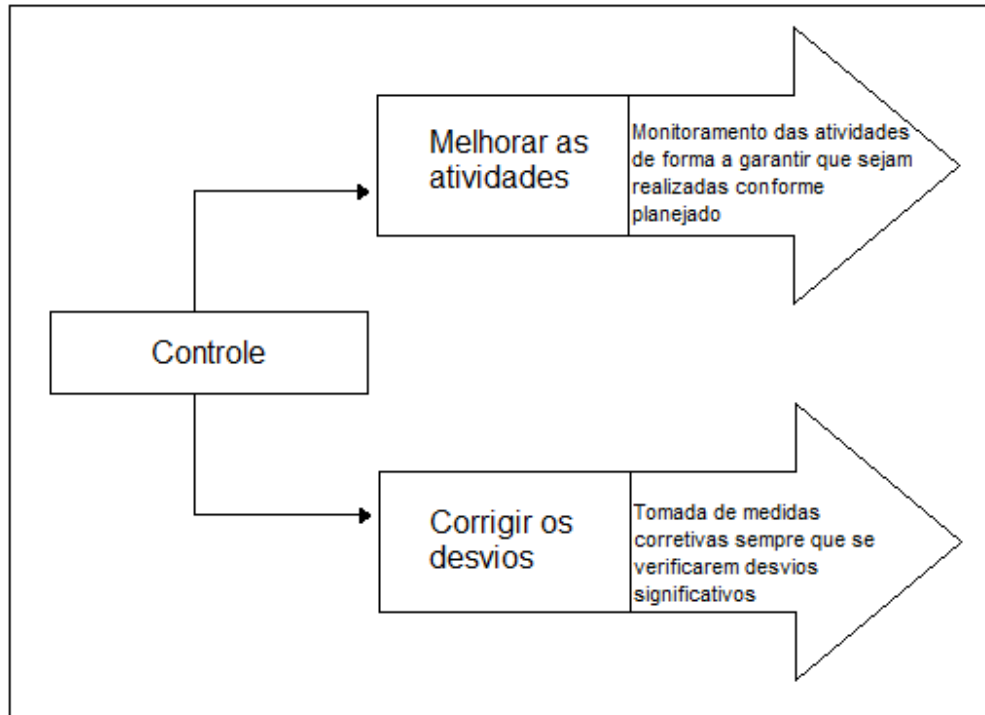 Melhorar as
atividades
Monitoramento das atividades
de forma a garantir que sejam
realizadas conforme
planejado
Controle
Corrigir os
desvios
Tomada de medidas
corretivas sempre que se
verificarem desvios
significativos